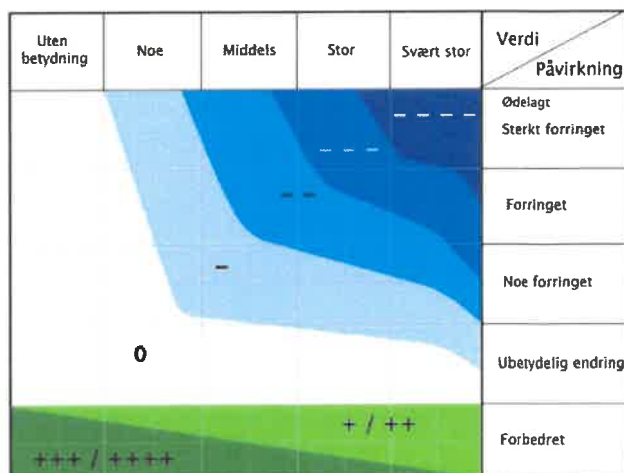 Uten betydning
Noe
Middels
Stor
Svært stor
Verdi
Påvirkning
Ødelagt
Sterkt forringet
- - - -
- - -
- -
Forringet
-
Noe forringet
0
Ubetydelig endring
+ / ++
+++ / ++++
Forbedret